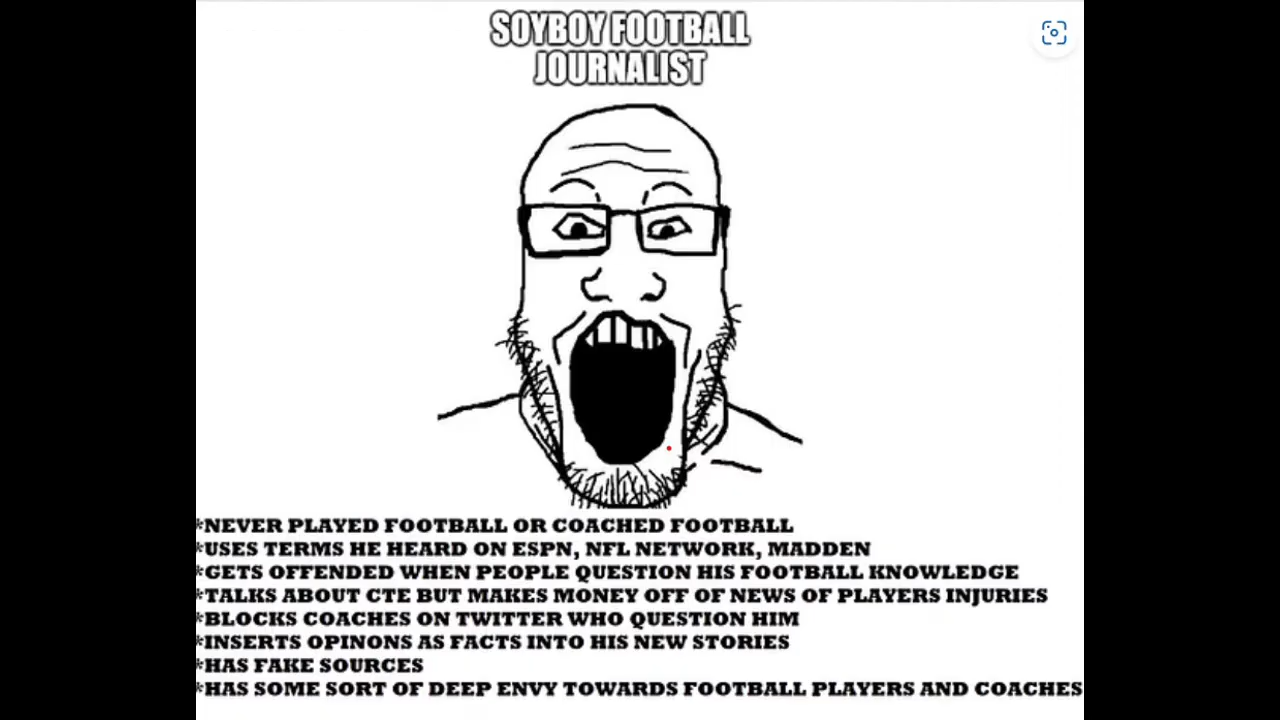 SOYBOY FOOTBALL
JOURNALIST
*NEVER PLAYED FOOTBALL OR COACHED FOOTBALL
*USES TERMS HE HEARD ON ESPN, NFL NETWORK, MADDEN
*GETS OFFENDED WHEN PEOPLE QUESTION HIS FOOTBALL KNOWLEDGE
*TALKS ABOUT CTE BUT MAKES MONEY OFF OF NEWS OF PLAYERS INJURIES
*BLOCKS COACHES ON TWITTER WHO QUESTION HIM
*INSERTS OPINONS AS FACTS INTO HIS NEW STORIES
*HAS FAKE SOURCES
*HAS SOME SORT OF DEEP ENVY TOWARDS FOOTBALL PLAYERS AND COACHES